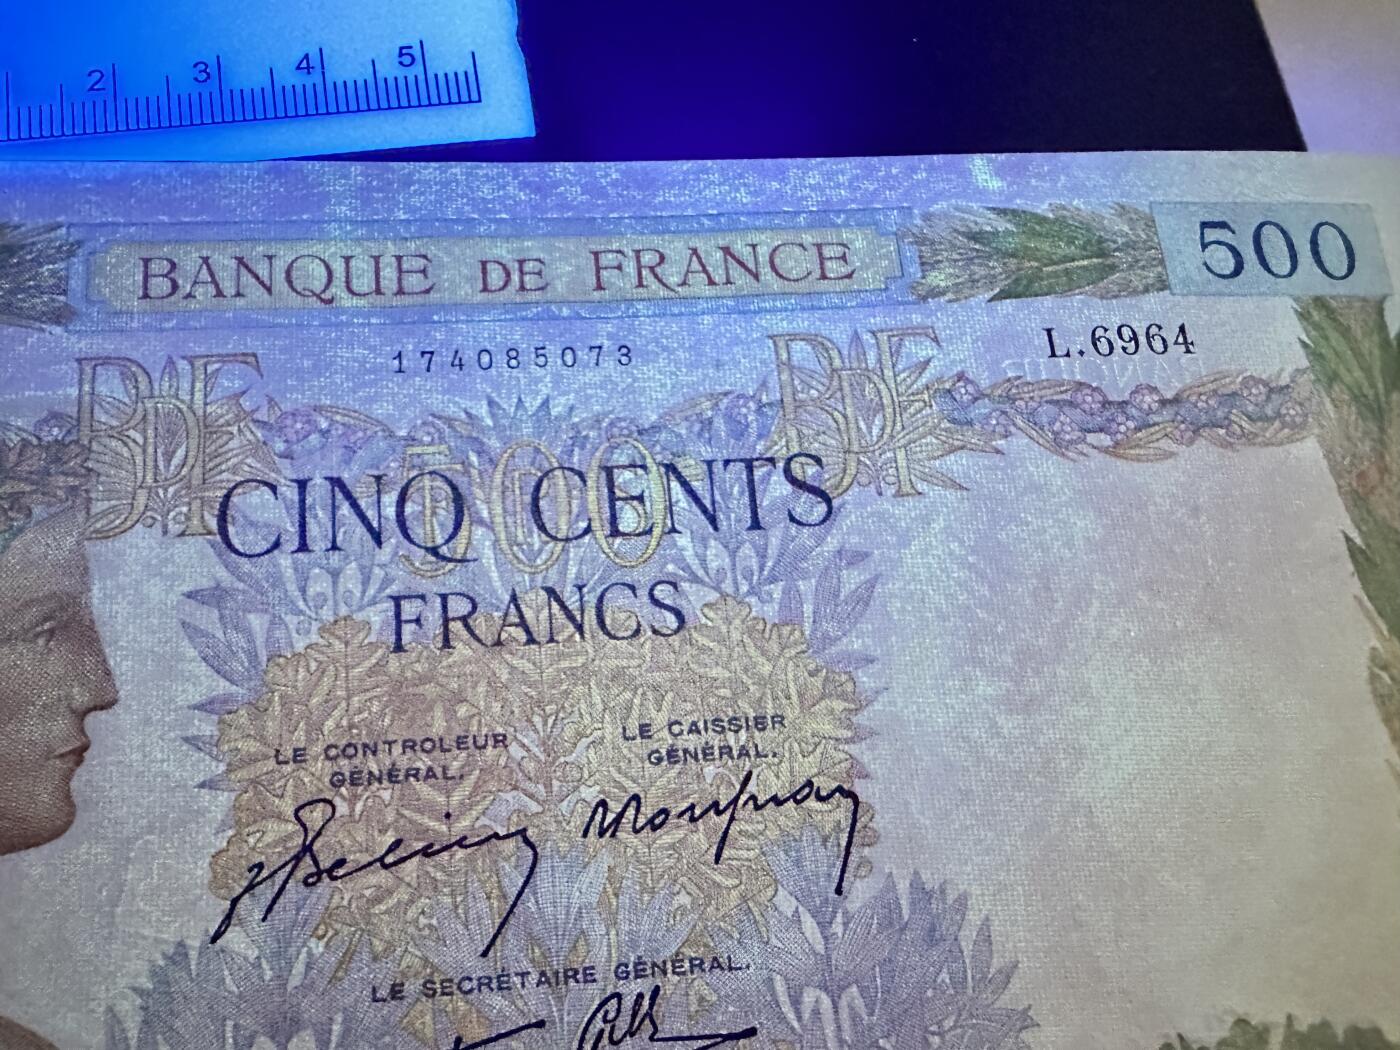 2 3 4 5
BANQUE DE FRANCE
500
174085073
L.6964
BDF BDF
500
CINQ CENTS
FRANCS
LE CONTROLEUR
GÉNÉRAL.
LE CAISSIER
GÉNÉRAL.
LE SECRÉTAIRE GÉNÉRAL.